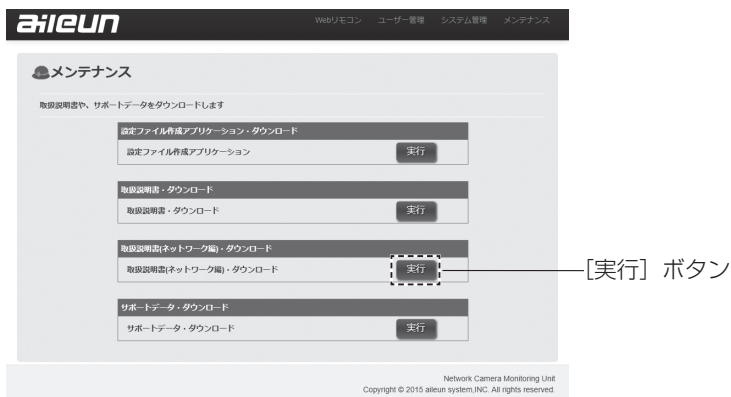 aileun
Webリモコン ユーザー管理 システム管理 メンテナンス
メンテナンス
取扱説明書や、サポートデータをダウンロードします
設定ファイル作成アプリケーション・ダウンロード
設定ファイル作成アプリケーション 実行
取扱説明書・ダウンロード
取扱説明書・ダウンロード 実行
取扱説明書(ネットワーク編)・ダウンロード
取扱説明書(ネットワーク編)・ダウンロード 実行
[実行] ボタン
サポートデータ・ダウンロード
サポートデータ・ダウンロード 実行
Network Camera Monitoring Unit
Copyright © 2015 aileun system,INC. All rights reserved.